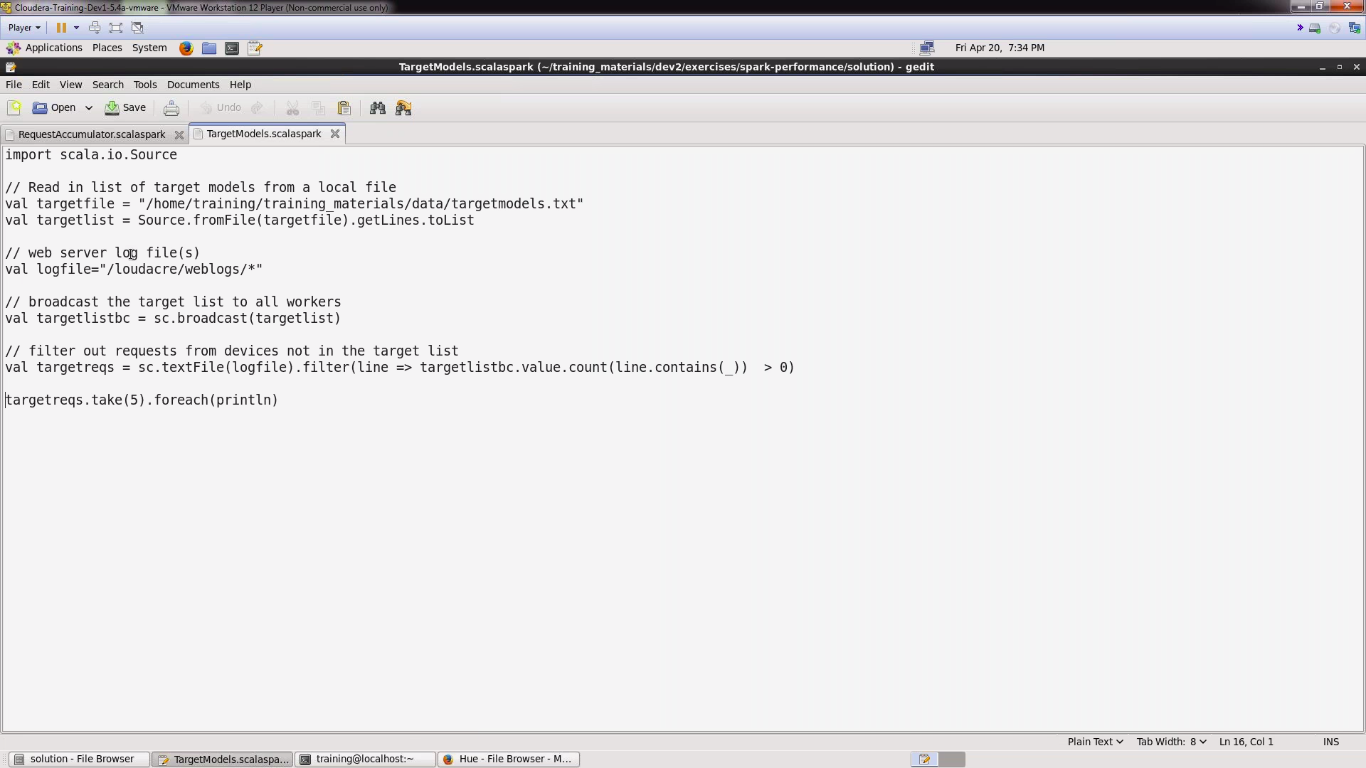 Cloudera-Training-Dev1-5.4a-vmware - VMware Workstation 12 Player (Non-commercial use only)
Player
Applications Places System Fri Apr 20, 7:34 PM
TargetModels.scalaspark (~/training_materials/dev2/exercises/spark-performance/solution) - gedit
File Edit View Search Tools Documents Help
Open Save Undo
RequestAccumulator.scalaspark TargetModels.scalaspark
import scala.io.Source
// Read in list of target models from a local file
val targetfile = "/home/training/training_materials/data/targetmodels.txt"
val targetlist = Source.fromFile(targetfile).getLines.toList
// web server log file(s)
val logfile="/loudacre/weblogs/*"
// broadcast the target list to all workers
val targetlistbc = sc.broadcast(targetlist)
// filter out requests from devices not in the target list
val targetreqs = sc.textFile(logfile).filter(line => targetlistbc.value.count(line.contains(_))  > 0)
targetreqs.take(5).foreach(println)
Plain Text Tab Width: 8 Ln 16, Col 1 INS
solution - File Browser TargetModels.scalaspa... training@localhost:~ Hue - File Browser - M...